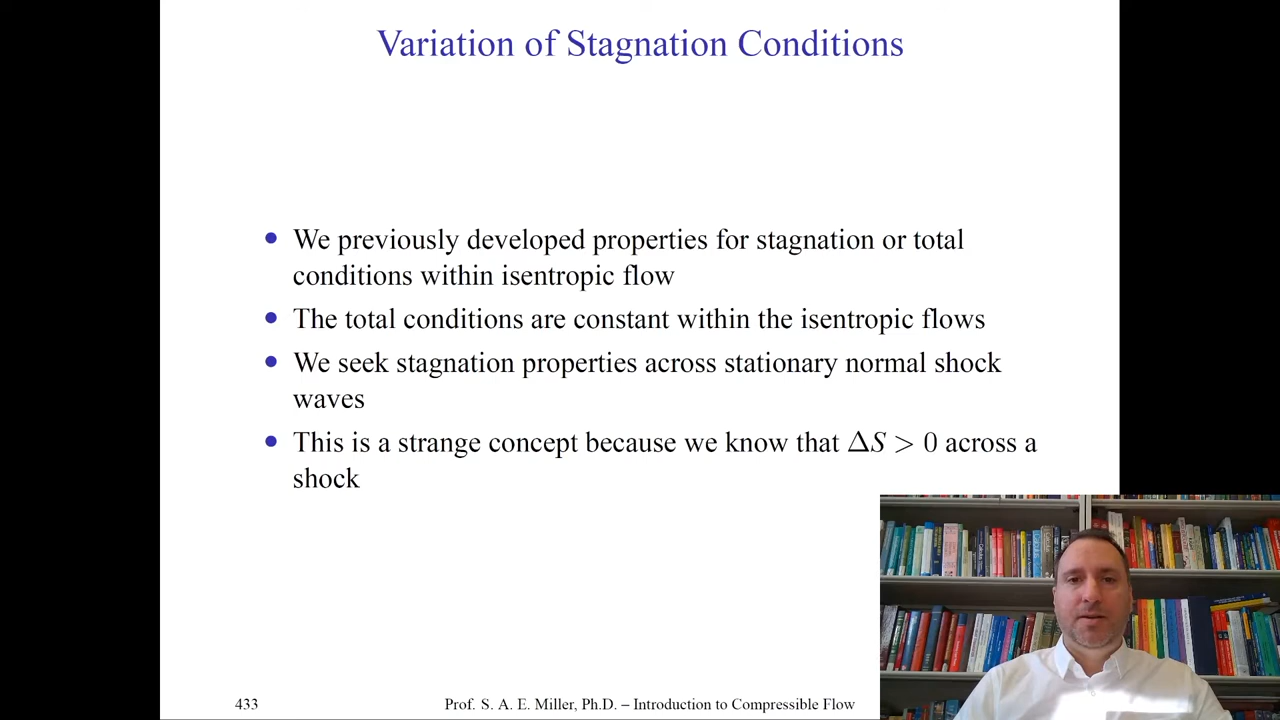 Variation of Stagnation Conditions
• We previously developed properties for stagnation or total
conditions within isentropic flow
• The total conditions are constant within the isentropic flows
• We seek stagnation properties across stationary normal shock
waves
• This is a strange concept because we know that ΔS > 0 across a
shock
433
Prof. S. A. E. Miller, Ph.D. – Introduction to Compressible Flow